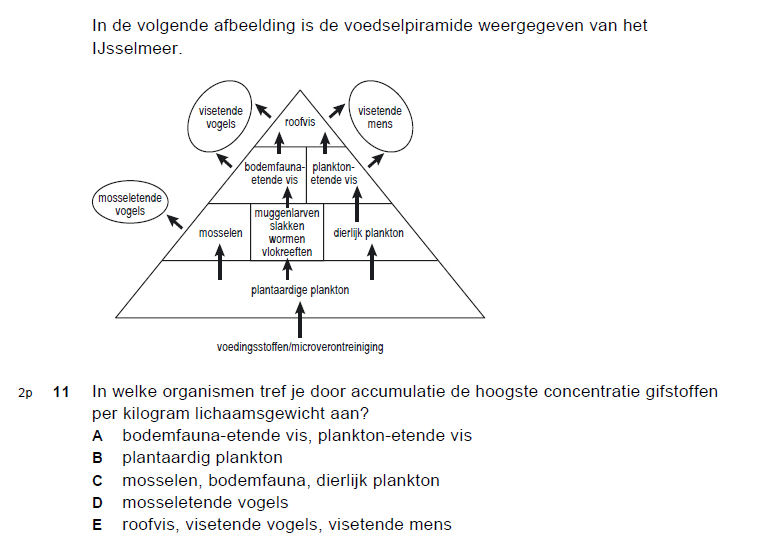 In de volgende afbeelding is de voedselpiramide weergegeven van het
IJsselmeer.
visetende
vogels
roofvis
visetende
mens
bodemfauna-
etende vis
plankton-
etende vis
mosseletende
vogels
mosselen
muggenlarven
slakken
wormen
vlokreeften
dierlijk plankton
plantaardige plankton
voedingsstoffen/microverontreiniging
2p 11 In welke organismen tref je door accumulatie de hoogste concentratie gifstoffen
per kilogram lichaamsgewicht aan?
A bodemfauna-etende vis, plankton-etende vis
B plantaardig plankton
C mosselen, bodemfauna, dierlijk plankton
D mosseletende vogels
E roofvis, visetende vogels, visetende mens